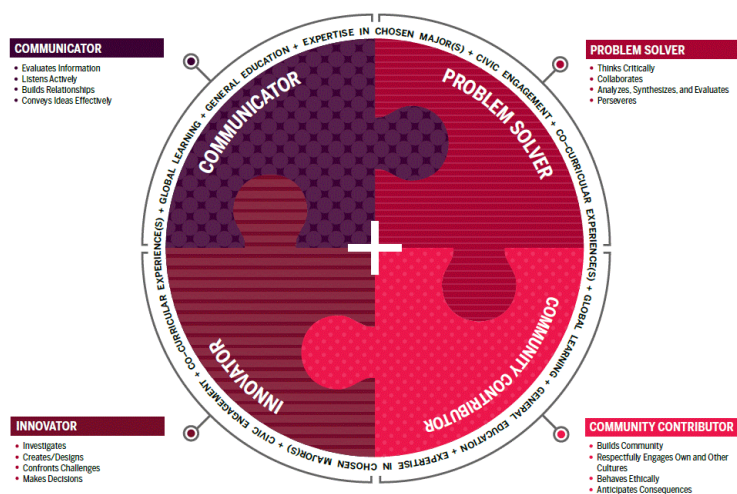 COMMUNICATOR
• Evaluates Information
• Listens Actively
• Builds Relationships
• Conveys Ideas Effectively
PROBLEM SOLVER
• Thinks Critically
• Collaborates
• Analyzes, Synthesizes, and Evaluates
• Perseveres
GLOBAL LEARNING + GENERAL EDUCATION + EXPERTISE IN CHOSEN MAJOR(S) + CIVIC ENGAGEMENT + CO-CURRICULAR EXPERIENCE(S) + GLOBAL LEARNING + GENERAL EDUCATION + EXPERTISE IN CHOSEN MAJOR(S) + CIVIC ENGAGEMENT + CO-CURRICULAR EXPERIENCE(S) +
COMMUNICATOR
PROBLEM SOLVER
INNOVATOR
COMMUNITY CONTRIBUTOR
INNOVATOR
• Investigates
• Creates/Designs
• Confronts Challenges
• Makes Decisions
COMMUNITY CONTRIBUTOR
• Builds Community
• Respectfully Engages Own and Other
Cultures
• Behaves Ethically
• Anticipates Consequences